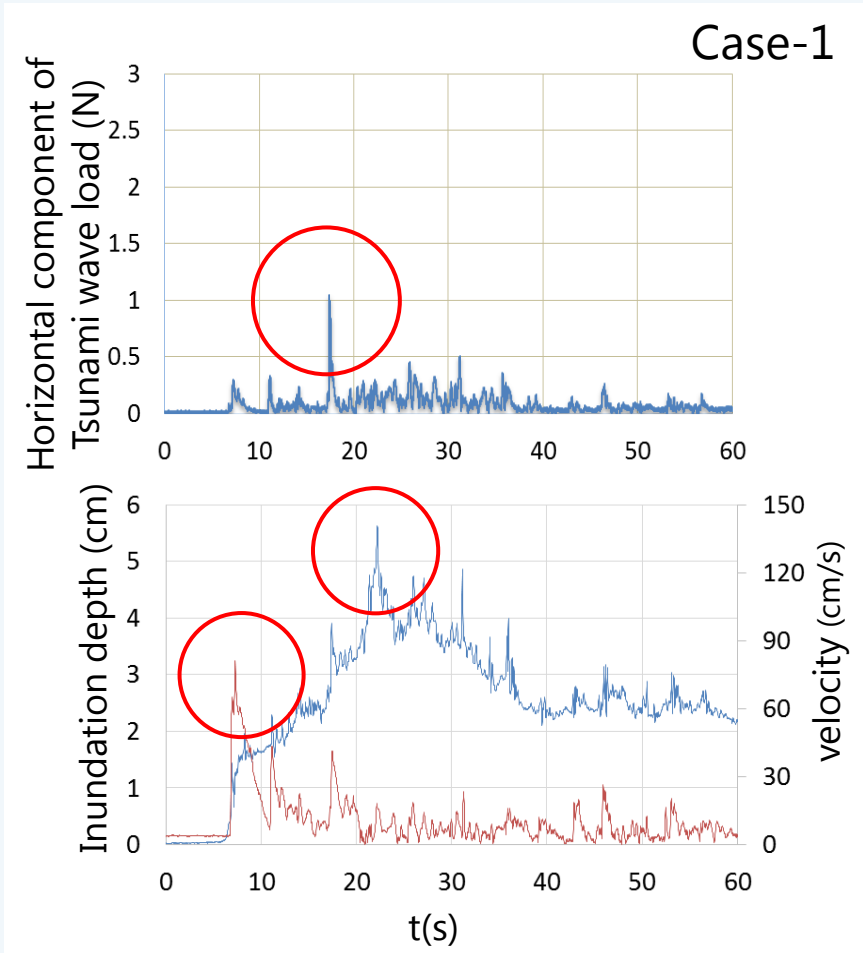 Case-1
Horizontal component of
Tsunami wave load (N)
3
2.5
2
1.5
1
0.5
0
0 10 20 30 40 50 60
Inundation depth (cm)
6
5
4
3
2
1
0
150
120
90
60
30
0
velocity (cm/s)
0 10 20 30 40 50 60
t(s)